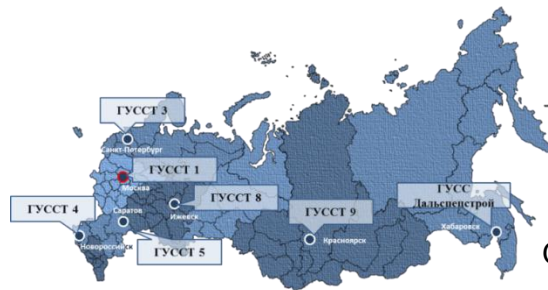 ГУССТ 3
Санкт-Петербург
ГУССТ 1
Москва
ГУССТ 8
Ижевск
ГУССТ 4
Новороссийск
Саратов
ГУССТ 5
ГУССТ 9
Красноярск
ГУСС
Дальспецстрой
Хабаровск